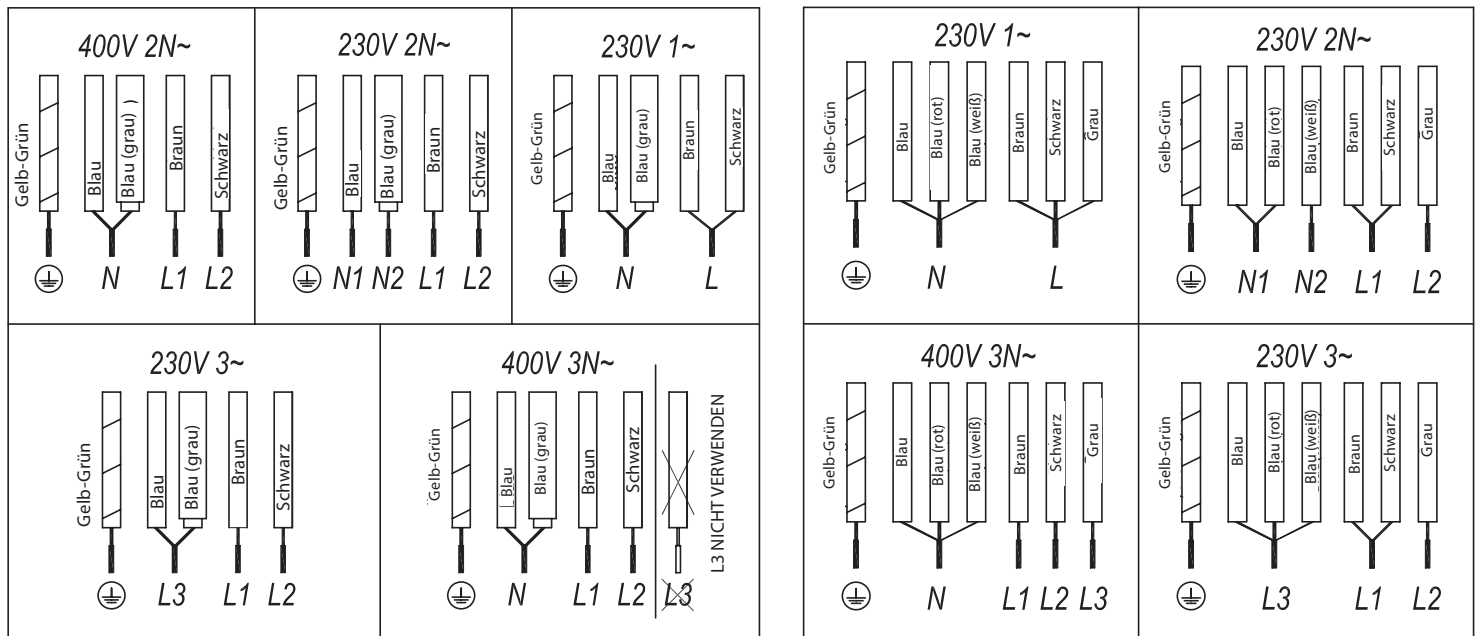 400V 2N~
Gelb-Grün
Blau
Blau (grau) )
Braun
Schwarz
N L1 L2
230V 2N~
Gelb-Grün
Blau
Blau (grau)
Braun
Schwarz
N1 N2 L1 L2
230V 1~
Gelb-Grün
Blau
Blau (grau)
Braun
Schwarz
N L
230V 3~
Gelb-Grün
Blau
Blau (grau)
Braun
Schwarz
L3 L1 L2
400V 3N~
Gelb-Grün
Blau
Blau (grau)
Braun
Schwarz
L3 NICHT VERWENDEN
N L1 L2 L3
230V 1~
Gelb-Grün
Blau
Blau (rot)
Blau (weiß)
Braun
Schwarz
Grau
N L
230V 2N~
Gelb-Grün
Blau
Blau (rot)
Blau (weiß)
Braun
Schwarz
Grau
N1 N2 L1 L2
400V 3N~
Gelb-Grün
Blau
Blau (rot)
Blau (weiß)
Braun
Schwarz
Grau
N L1 L2 L3
230V 3~
Gelb-Grün
Blau
Blau (rot)
Blau (weiß)
Braun
Schwarz
Grau
L3 L1 L2